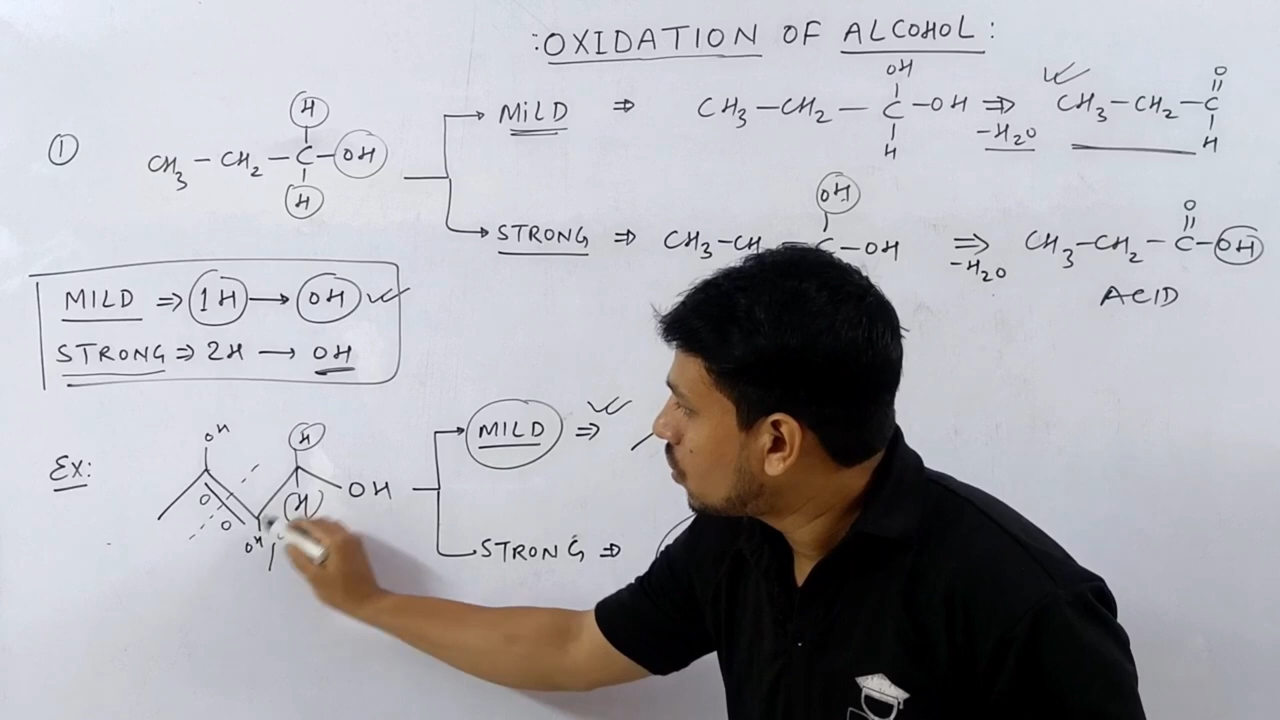 :OXIDATION OF ALCOHOL:
①
H
CH3 — CH2 — C — OH
H
MILD ⇒
OH
CH3 — CH2 — C — OH
H
⇒
-H2O
O
CH3 — CH2 — C
H
STRONG ⇒
OH
CH3 — CH — C — OH
⇒
-H2O
O
CH3 — CH2 — C — OH
ACID
MILD ⇒ 1H → OH
STRONG ⇒ 2H → OH
Ex:
OH
H
O
O
H
OH
OH
MILD ⇒
STRONG ⇒